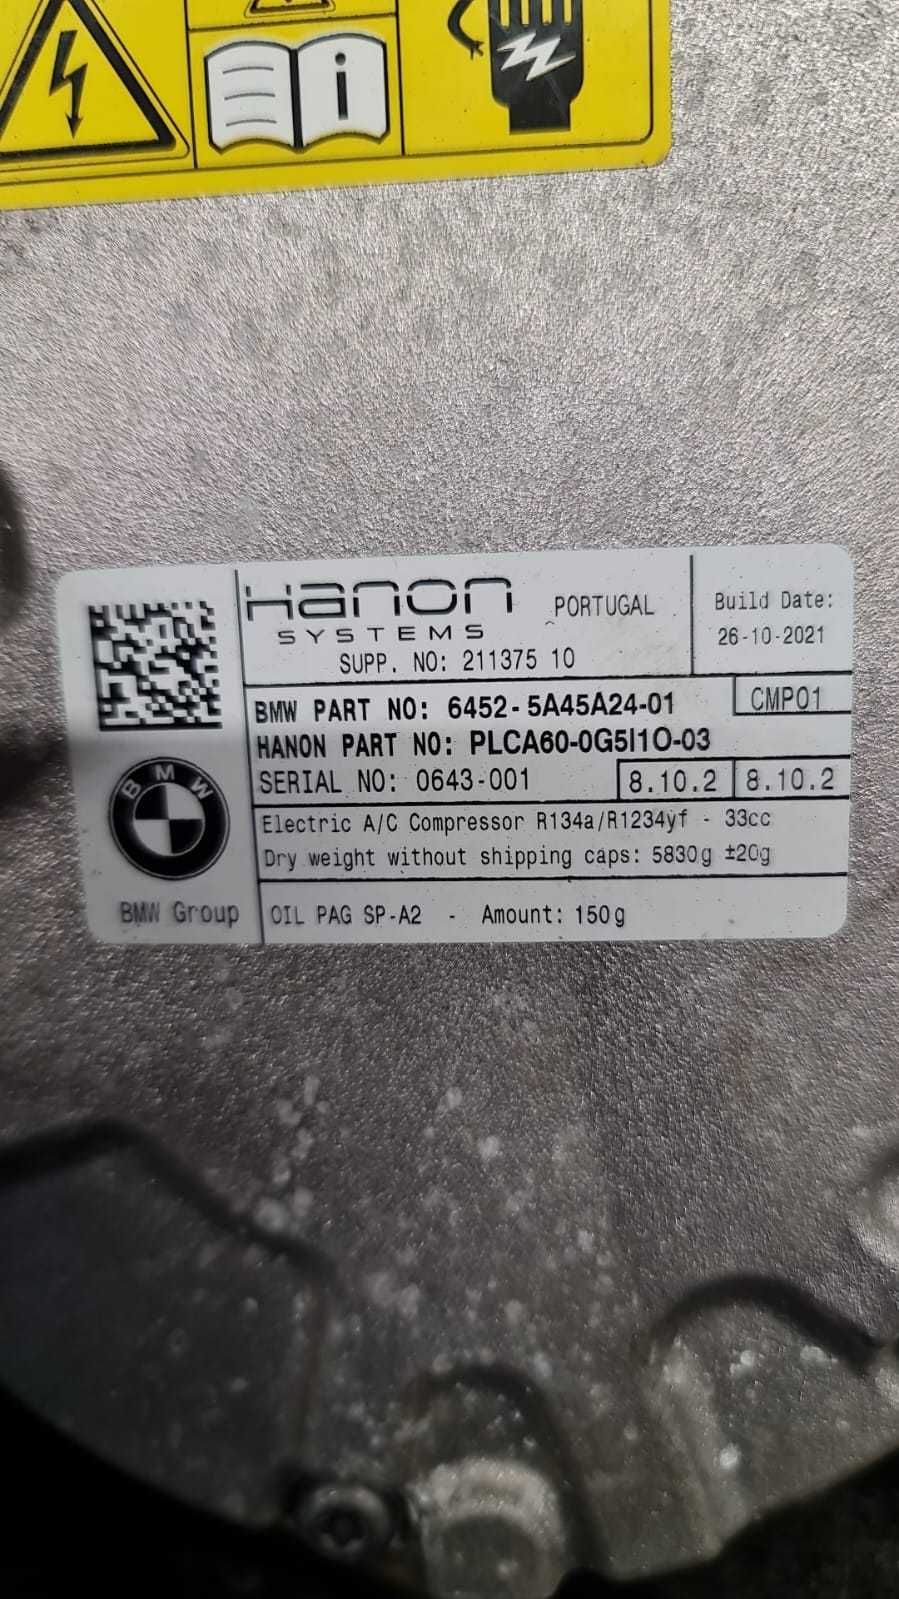 Hanon
SYSTEMS
PORTUGAL
SUPP. NO: 211375 10
Build Date:
26-10-2021
BMW PART NO: 6452-5A45A24-01
CMP01
HANON PART NO: PLCA60-0G5I1O-03
SERIAL NO: 0643-001
8.10.2
8.10.2
Electric A/C Compressor R134a/R1234yf - 33cc
Dry weight without shipping caps: 5830g ±20g
BMW
BMW Group
OIL PAG SP-A2 - Amount: 150g